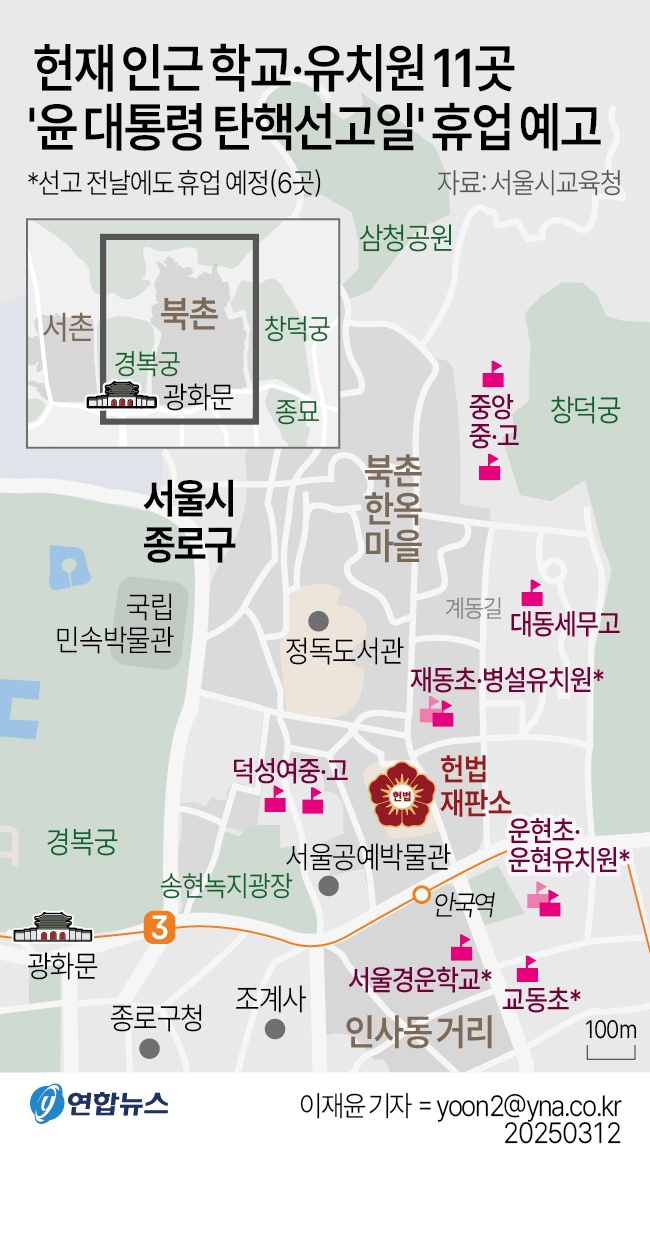 헌재 인근 학교·유치원 11곳
'윤 대통령 탄핵선고일' 휴업 예고
*선고 전날에도 휴업 예정(6곳)
자료: 서울시교육청
삼청공원
서촌
북촌
창덕궁
경복궁
광화문
종묘
중앙
중·고
창덕궁
북촌
한옥
마을
서울시
종로구
국립
민속박물관
계동길
대동세무고
정독도서관
재동초·병설유치원*
덕성여중·고
헌법
헌법
재판소
운현초·
운현유치원*
경복궁
서울공예박물관
송현녹지광장
안국역
3
광화문
서울경운학교*
교동초*
조계사
종로구청
인사동 거리
100m
y 연합뉴스
이재윤 기자 = yoon2@yna.co.kr
20250312